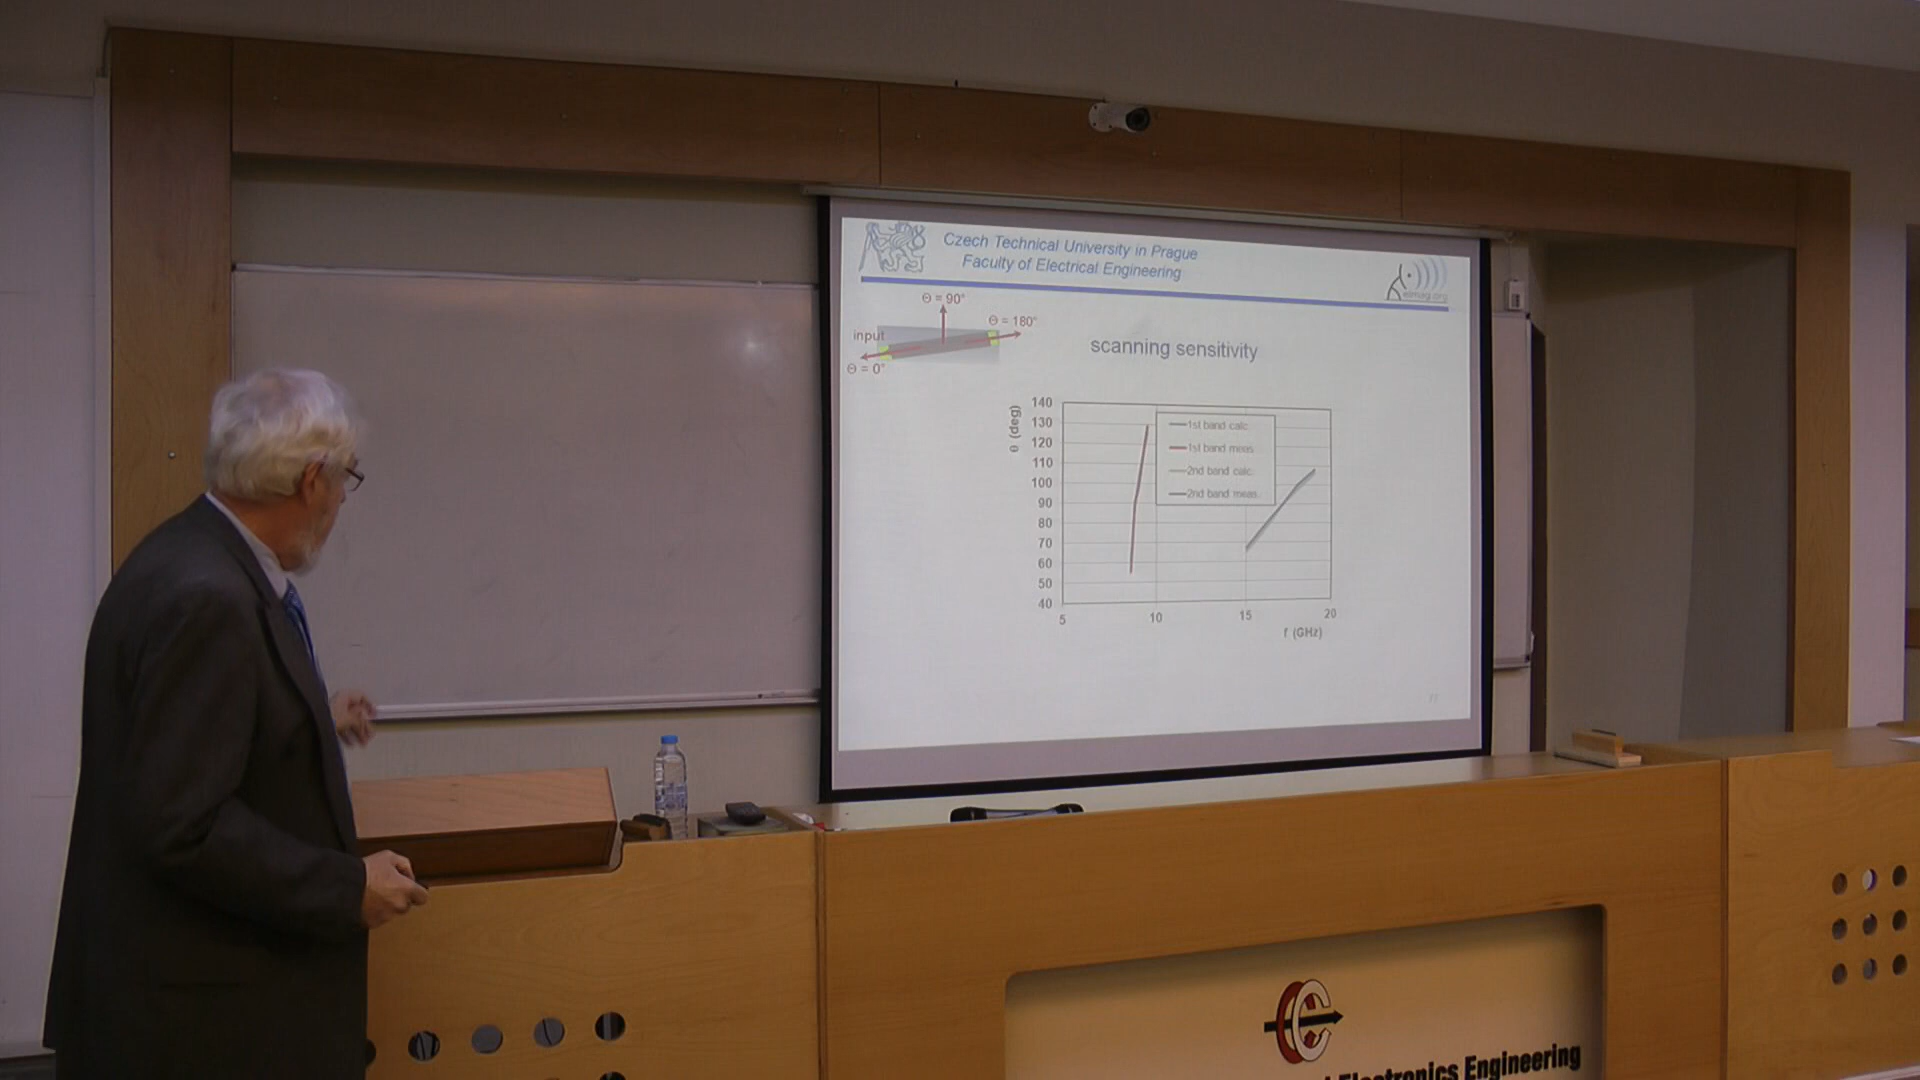 Czech Technical University in Prague
Faculty of Electrical Engineering
elmag.org
Θ = 90°
Θ = 180°
input
Θ = 0°
scanning sensitivity
θ (deg)
140
130
120
110
100
90
80
70
60
50
40
1st band calc.
1st band meas.
2nd band calc.
2nd band meas.
5
10
15
20
f (GHz)
Electronics Engineering